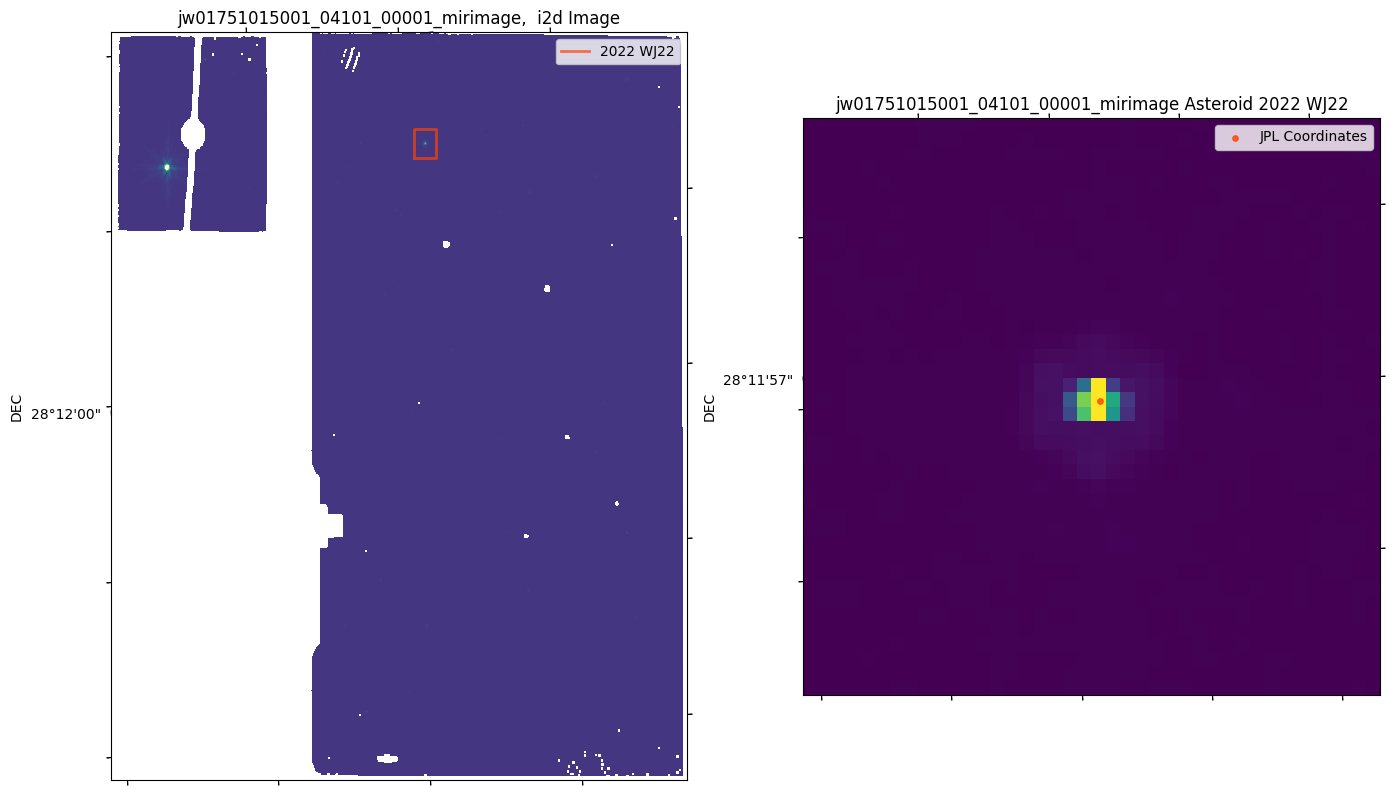 jw01751015001_04101_00001_mirimage,  i2d Image
2022 WJ22
DEC
28°12'00"
jw01751015001_04101_00001_mirimage Asteroid 2022 WJ22
JPL Coordinates
DEC
28°11'57"